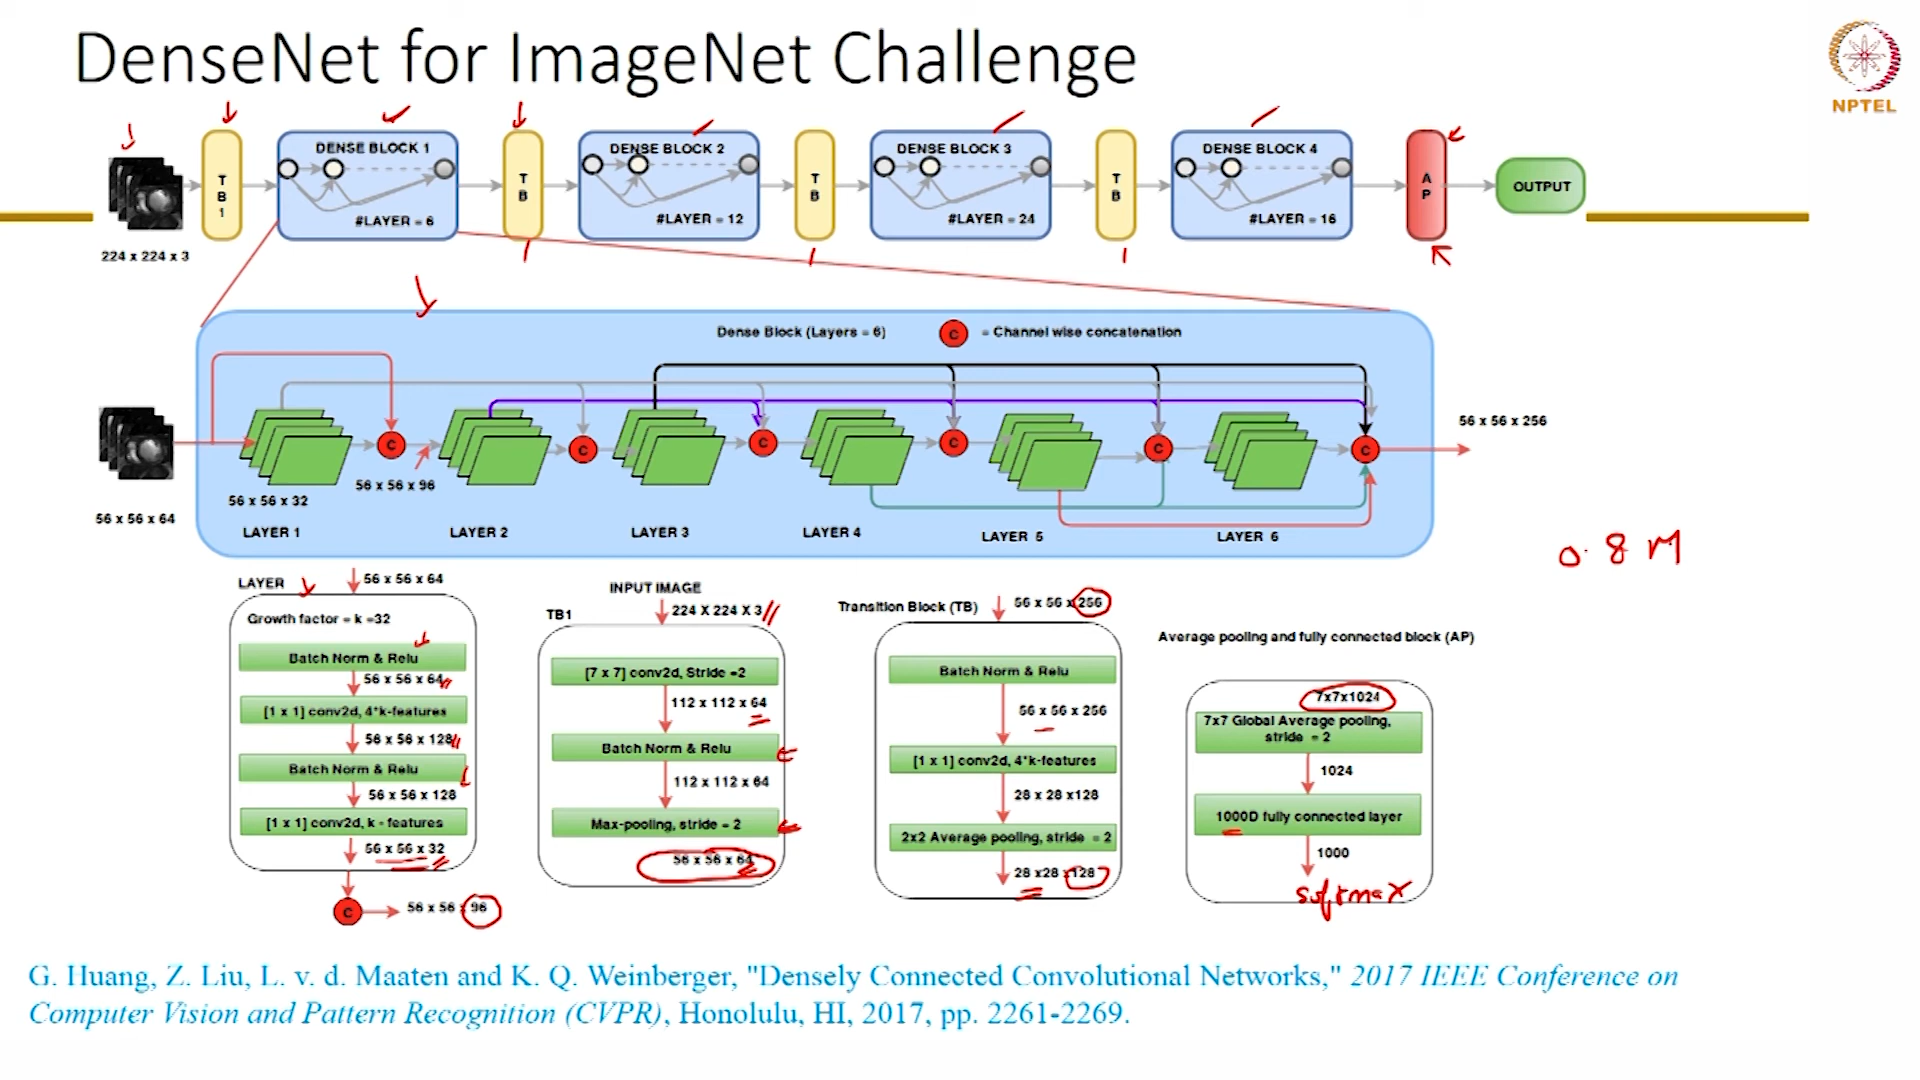 DenseNet for ImageNet Challenge
NPTEL
TB1
DENSE BLOCK 1
#LAYER = 6
TB
DENSE BLOCK 2
#LAYER = 12
TB
DENSE BLOCK 3
#LAYER = 24
TB
DENSE BLOCK 4
#LAYER = 16
AP
OUTPUT
224 x 224 x 3
Dense Block (Layers = 6)
C
= Channel wise concatenation
56 x 56 x 256
C
C
C
C
C
C
56 x 56 x 96
56 x 56 x 32
56 x 56 x 64
LAYER 1
LAYER 2
LAYER 3
LAYER 4
LAYER 5
LAYER 6
0.8 M
LAYER
56 x 56 x 64
Growth factor = k =32
Batch Norm & Relu
56 x 56 x 64
[1 x 1] conv2d, 4*k-features
56 x 56 x 128
Batch Norm & Relu
56 x 56 x 128
[1 x 1] conv2d, k - features
56 x 56 x 32
C
56 x 56 x 96
INPUT IMAGE
TB1
224 X 224 X 3
[7 x 7] conv2d, Stride =2
112 x 112 x 64
Batch Norm & Relu
112 x 112 x 64
Max-pooling, stride = 2
56 x 56 x 64
Transition Block (TB)
56 x 56 x 256
Batch Norm & Relu
56 x 56 x 256
[1 x 1] conv2d, 4*k-features
28 x 28 x128
2x2 Average pooling, stride = 2
28 x28 x128
Average pooling and fully connected block (AP)
7x7x1024
7x7 Global Average pooling,
stride = 2
1024
1000D fully connected layer
1000
softmax
G. Huang, Z. Liu, L. v. d. Maaten and K. Q. Weinberger, "Densely Connected Convolutional Networks," 2017 IEEE Conference on
Computer Vision and Pattern Recognition (CVPR), Honolulu, HI, 2017, pp. 2261-2269.